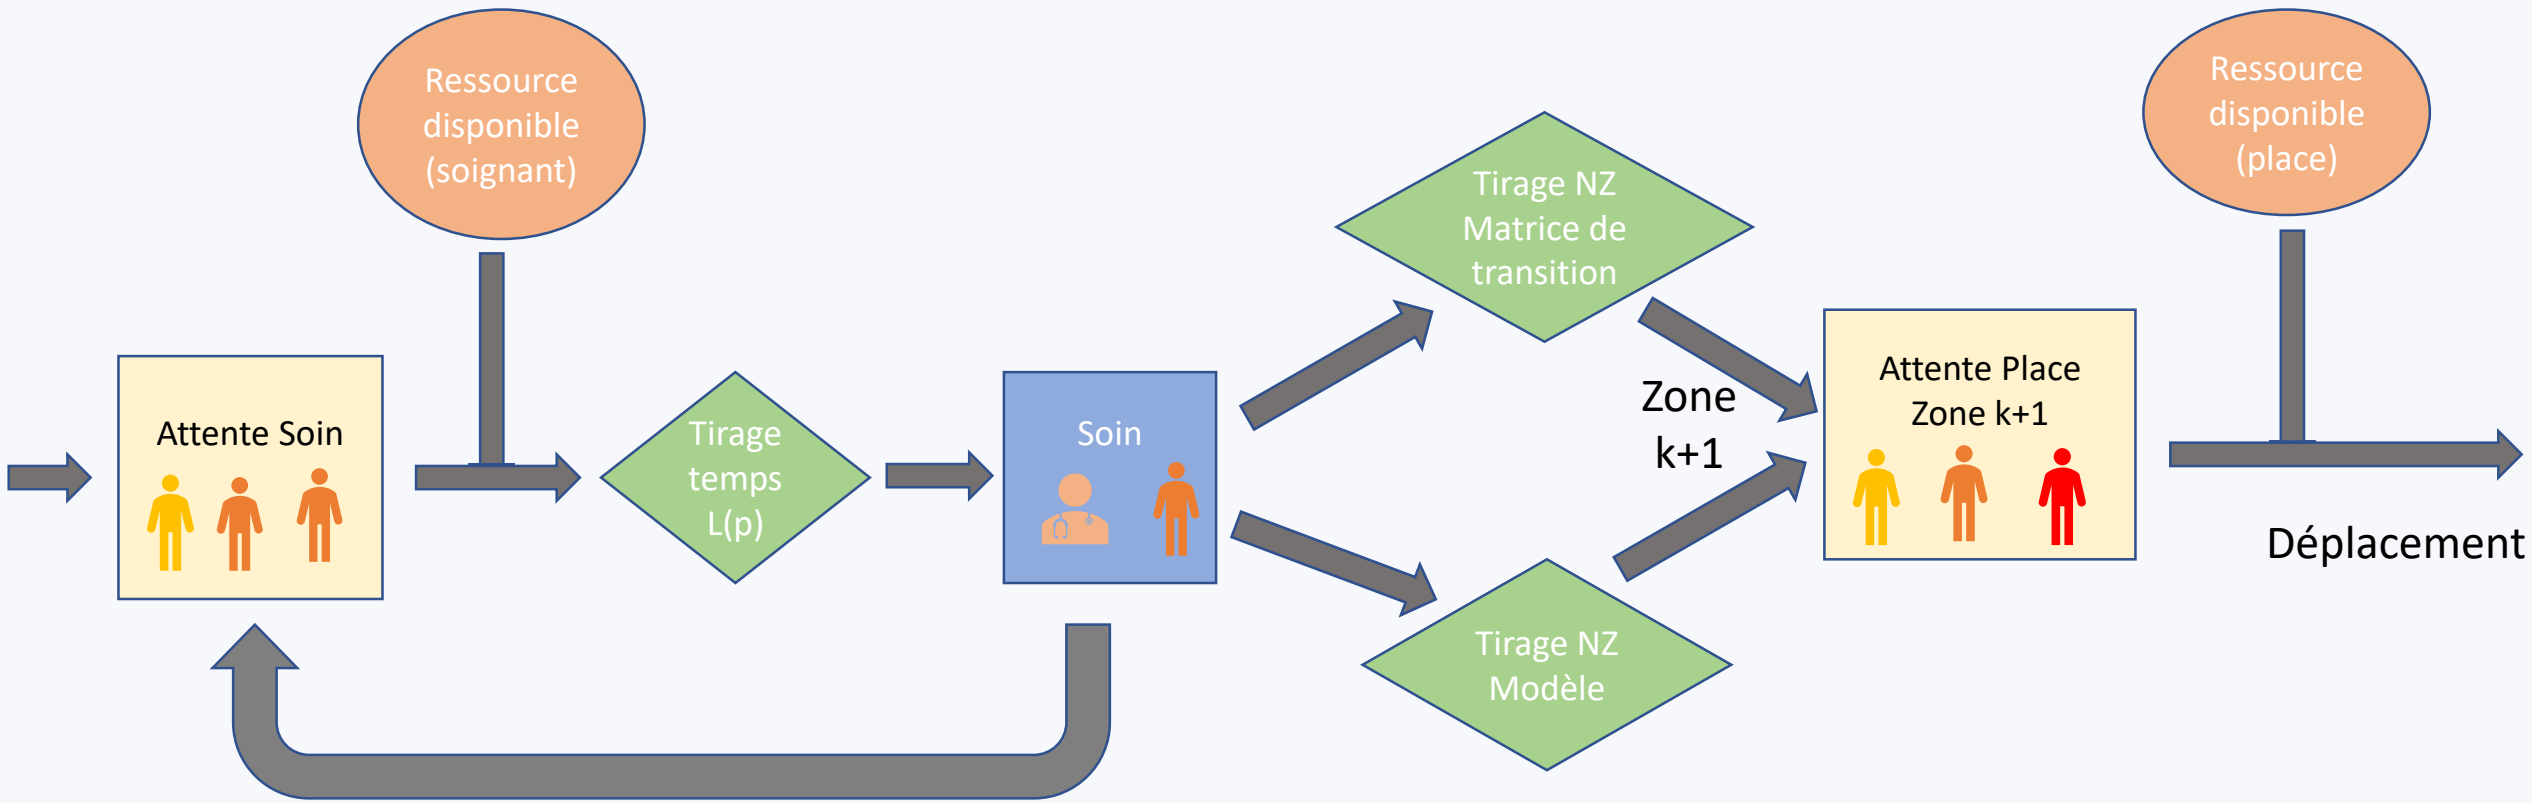 Ressource
disponible
(soignant)
Attente Soin
Tirage
temps
L(p)
Soin
Tirage NZ
Matrice de
transition
Zone
k+1
Tirage NZ
Modèle
Attente Place
Zone k+1
Ressource
disponible
(place)
Déplacement